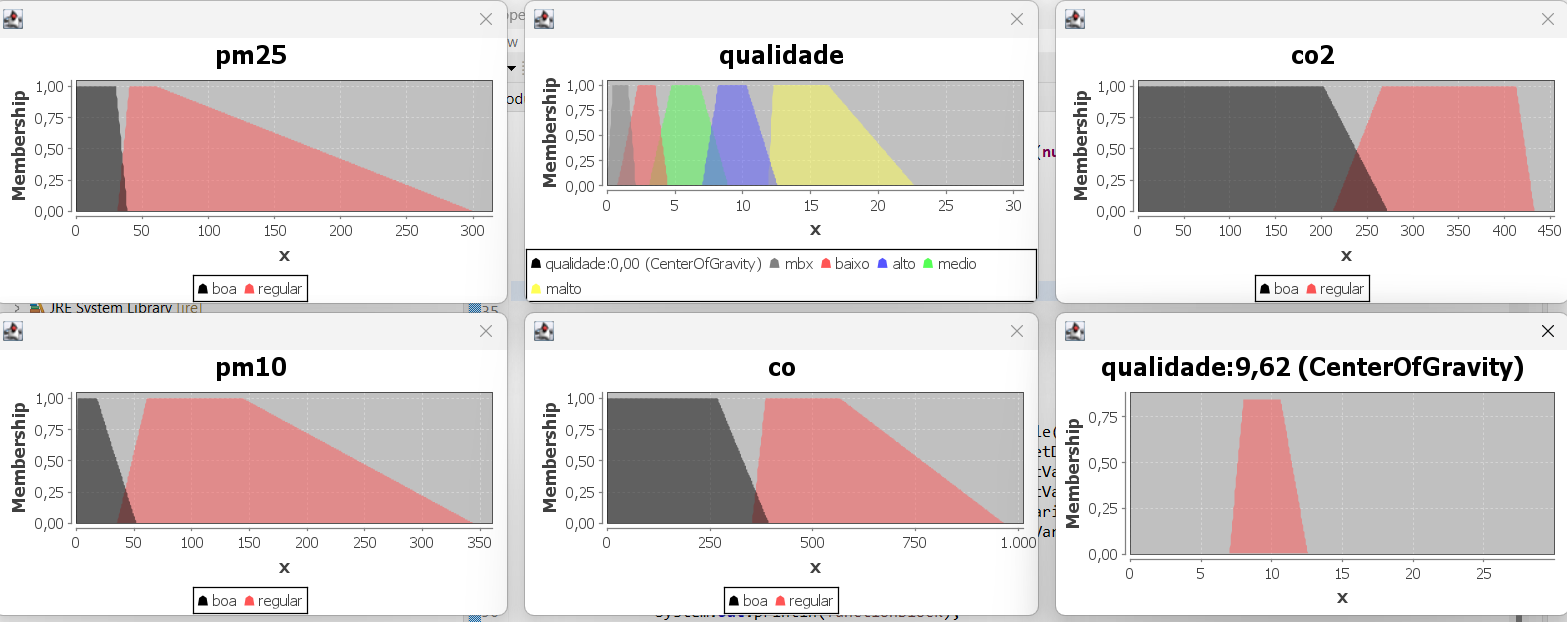 pm25
Membership
1,00
0,75
0,50
0,25
0,00
0 50 100 150 200 250 300
x
boa regular
qualidade
Membership
1,00
0,75
0,50
0,25
0,00
0 5 10 15 20 25 30
x
qualidade:0,00 (CenterOfGravity) mbx baixo alto medio
malto
co2
Membership
1,00
0,75
0,50
0,25
0,00
0 50 100 150 200 250 300 350 400 450
x
boa regular
JRE System Library [jre]
35
pm10
Membership
1,00
0,75
0,50
0,25
0,00
0 50 100 150 200 250 300 350
x
boa regular
co
Membership
1,00
0,75
0,50
0,25
0,00
0 250 500 750 1.000
x
boa regular
qualidade:9,62 (CenterOfGravity)
Membership
0,75
0,50
0,25
0,00
0 5 10 15 20 25
x